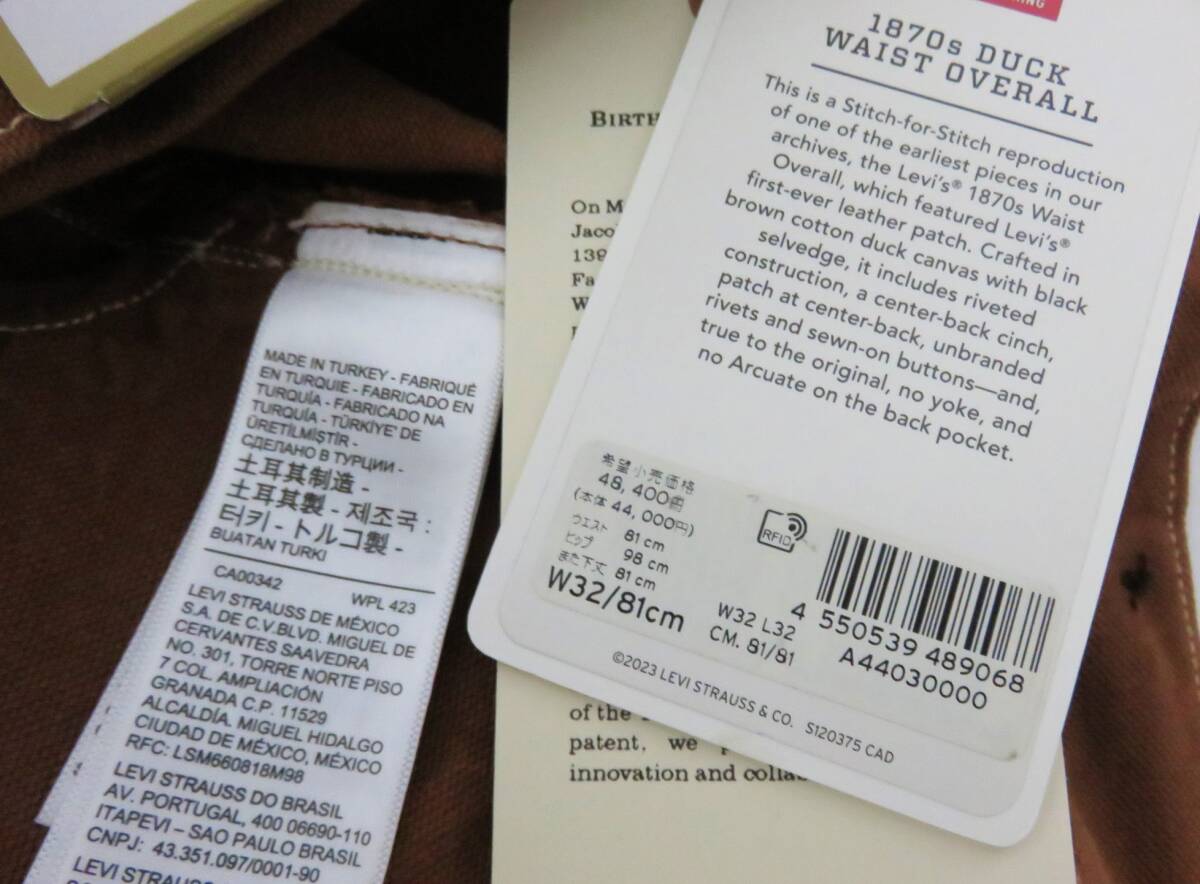 1870s DUCK
WAIST OVERALL
This is a Stitch-for-Stitch reproduction
of one of the earliest pieces in our
archives, the Levi's® 1870s Waist
Overall, which featured Levi's®
first-ever leather patch. Crafted in
brown cotton duck canvas with black
selvedge, it includes riveted
construction, a center-back cinch,
patch at center-back, unbranded
rivets and sewn-on buttons—and,
true to the original, no yoke, and
no Arcuate on the back pocket.
希望小売価格
48,400円
(本体 44,000円)
ウエスト 81cm
ヒップ 98cm
また下丈 81cm
W32/81cm
RFID
W32 L32
CM. 81/81
4 550539 489068
A44030000
©2023 LEVI STRAUSS & CO. S120375 CAD
BIRTH
On M
Jaco
139
Fa
W
of the
patent, we
innovation and
MADE IN TURKEY - FABRIQUÉ
EN TURQUIE - FABRICADO EN
TURQUÍA - FABRICADO NA
TURQUIA - TÜRKİYE' DE
ÜRETİLMİŞTİR -
СДЕЛАНО В ТУРЦИИ -
土耳其制造 -
土耳其製 - 제조국 :
터키 - トルコ製 -
BUATAN TURKI
CA00342 WPL 423
LEVI STRAUSS DE MÉXICO
S.A. DE C.V.BLVD. MIGUEL DE
CERVANTES SAAVEDRA
NO. 301, TORRE NORTE PISO
7 COL. AMPLIACIÓN
GRANADA C.P. 11529
ALCALDÍA. MIGUEL HIDALGO
CIUDAD DE MÉXICO, MÉXICO
RFC: LSM660818M98
LEVI STRAUSS DO BRASIL
AV. PORTUGAL, 400 06690-110
ITAPEVI – SAO PAULO BRASIL
CNPJ: 43.351.097/0001-90
LEVI STRAUSS